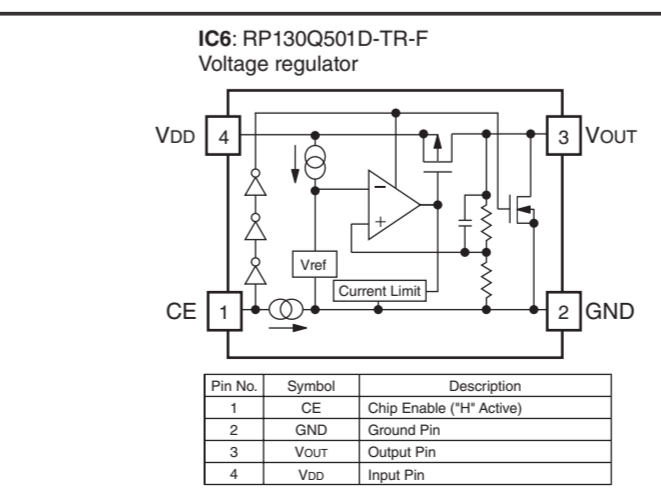 IC6: RP130Q501D-TR-F
Voltage regulator
VDD 4
3 VOUT
−
+
Vref
Current Limit
CE 1
2 GND
Pin No. Symbol Description
1 CE Chip Enable ("H" Active)
2 GND Ground Pin
3 VOUT Output Pin
4 VDD Input Pin